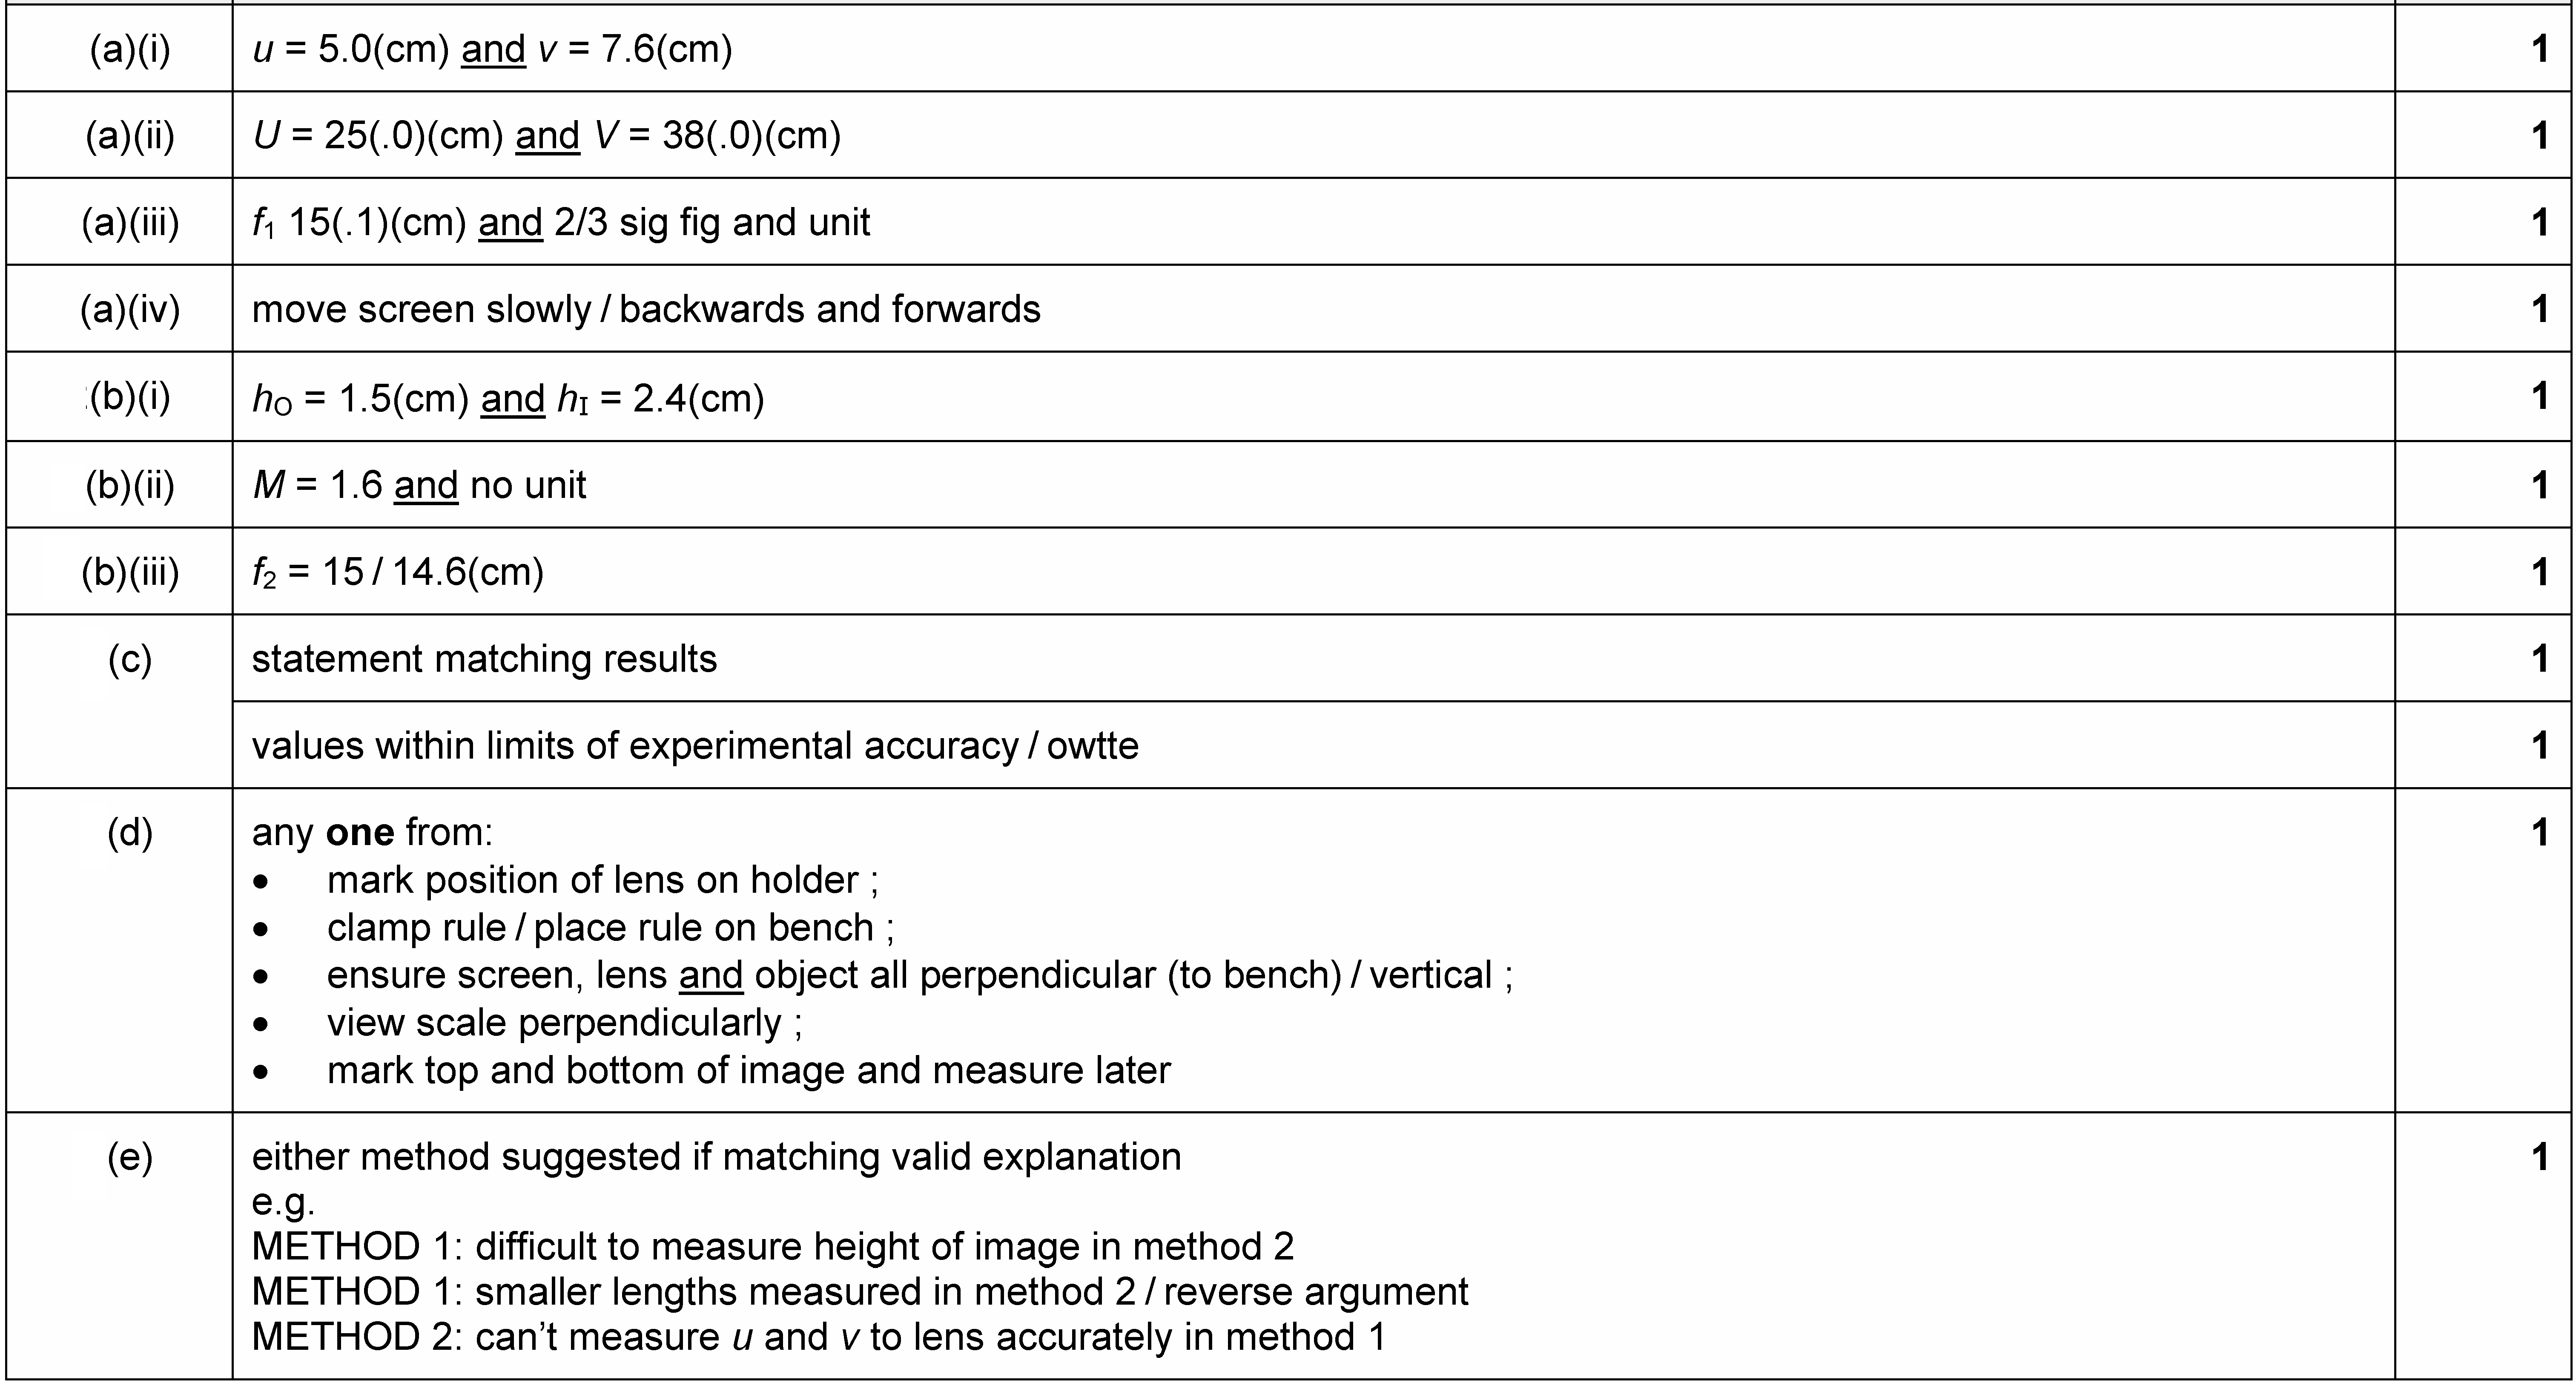 (a)(i) u = 5.0(cm) and v = 7.6(cm) 1
(a)(ii) U = 25(.0)(cm) and V = 38(.0)(cm) 1
(a)(iii) f₁ 15(.1)(cm) and 2/3 sig fig and unit 1
(a)(iv) move screen slowly / backwards and forwards 1
(b)(i) h_O = 1.5(cm) and h_I = 2.4(cm) 1
(b)(ii) M = 1.6 and no unit 1
(b)(iii) f₂ = 15 / 14.6(cm) 1
(c) statement matching results 1
values within limits of experimental accuracy / owtte 1
(d) any one from: 1
• mark position of lens on holder ;
• clamp rule / place rule on bench ;
• ensure screen, lens and object all perpendicular (to bench) / vertical ;
• view scale perpendicularly ;
• mark top and bottom of image and measure later
(e) either method suggested if matching valid explanation 1
e.g.
METHOD 1: difficult to measure height of image in method 2
METHOD 1: smaller lengths measured in method 2 / reverse argument
METHOD 2: can't measure u and v to lens accurately in method 1